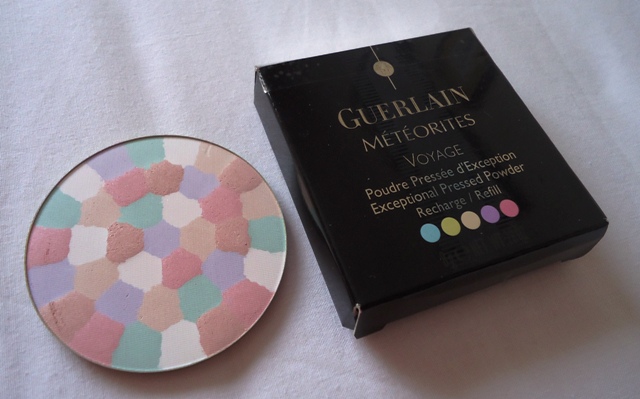 GUERLAIN
MÉTÉORITES
VOYAGE
Poudre Pressée d'Exception
Exceptional Pressed Powder
Recharge / Refill